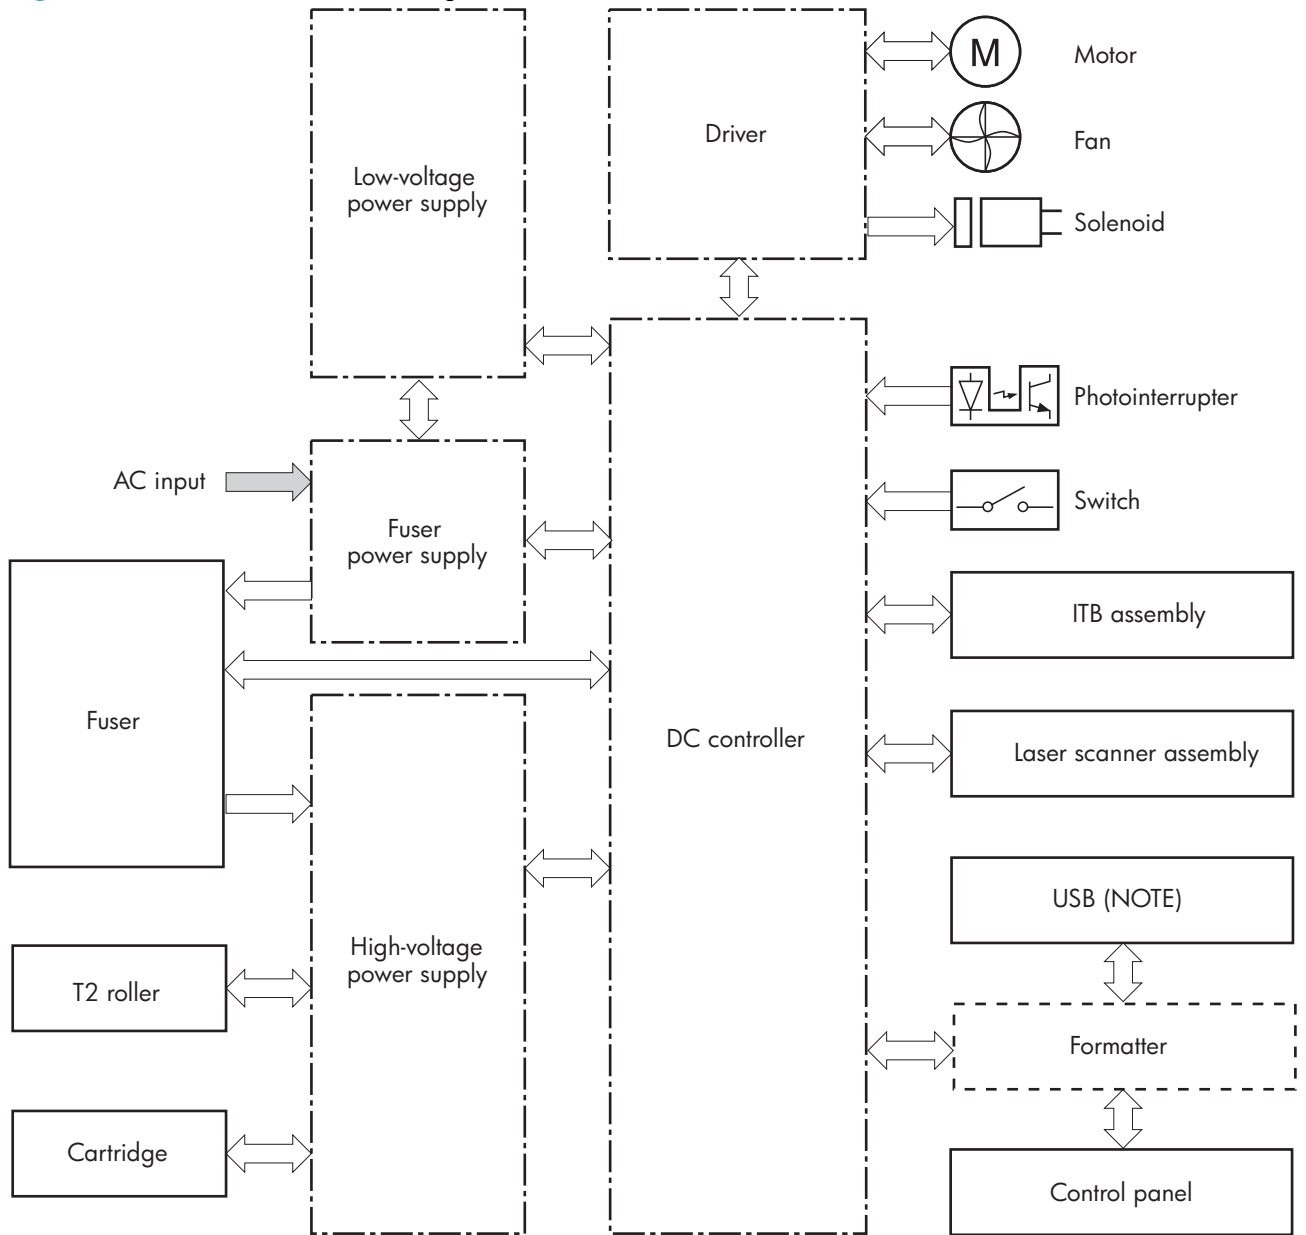 Motor
M
Driver
Fan
Low-voltage
power supply
Solenoid
Photointerrupter
AC input
Switch
Fuser
power supply
ITB assembly
Fuser
DC controller
Laser scanner assembly
USB (NOTE)
High-voltage
power supply
T2 roller
Formatter
Cartridge
Control panel